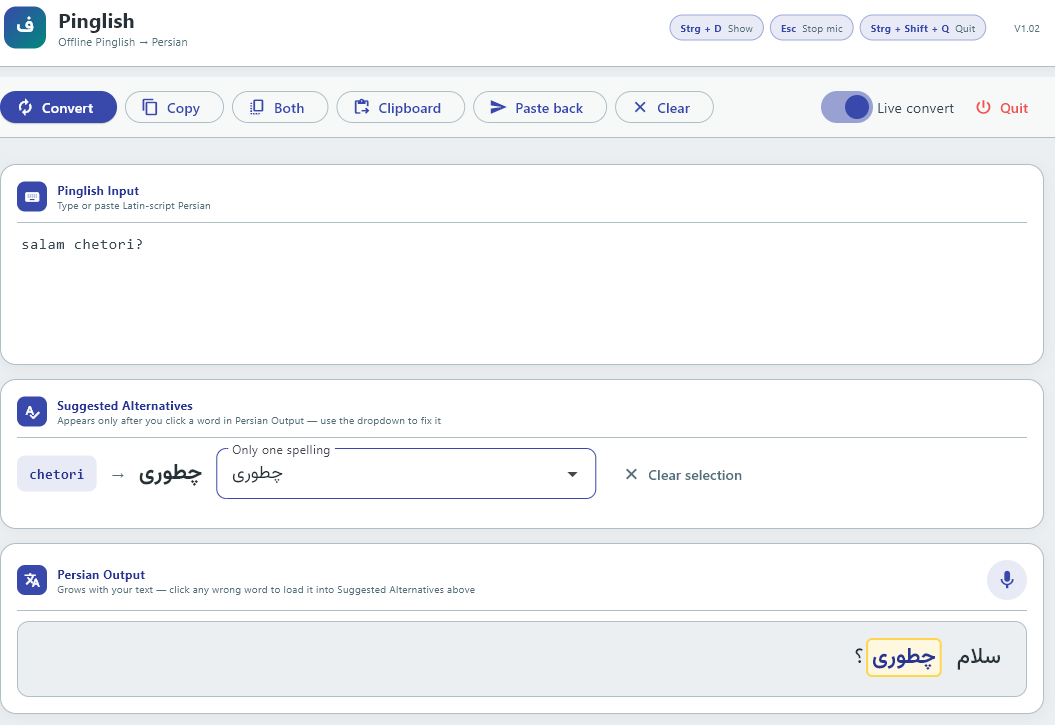 ف
Pinglish
Offline Pinglish → Persian
Strg + D Show
Esc Stop mic
Strg + Shift + Q Quit
V1.02
Convert
Copy
Both
Clipboard
Paste back
Clear
Live convert
Quit
Pinglish Input
Type or paste Latin-script Persian
salam chetori?
Suggested Alternatives
Appears only after you click a word in Persian Output — use the dropdown to fix it
chetori → چطوری
Only one spelling
چطوری
Clear selection
Persian Output
Grows with your text — click any wrong word to load it into Suggested Alternatives above
سلام چطوری؟